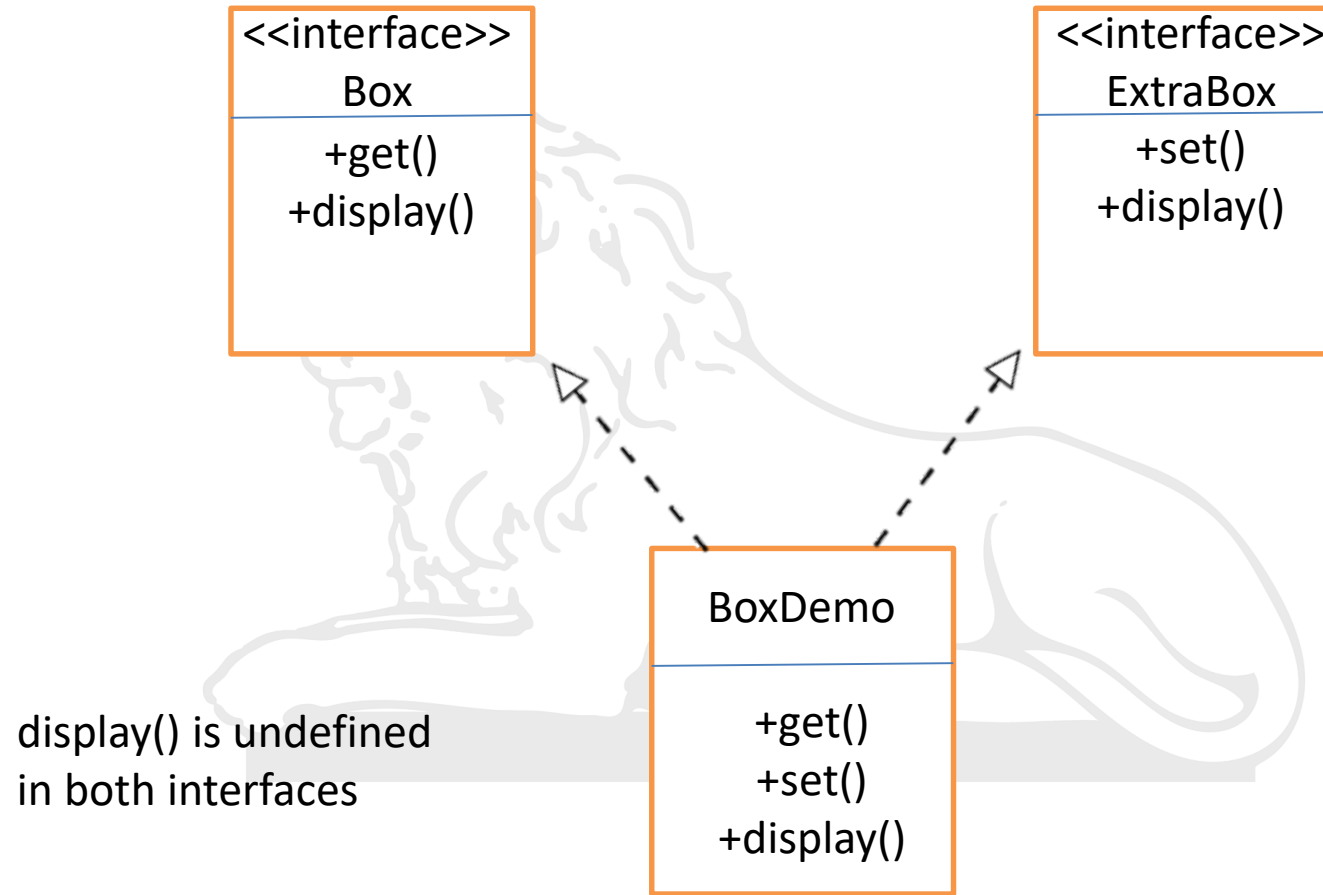 <<interface>>
Box
+get()
+display()
<<interface>>
ExtraBox
+set()
+display()
BoxDemo
+get()
+set()
+display()
display() is undefined
in both interfaces